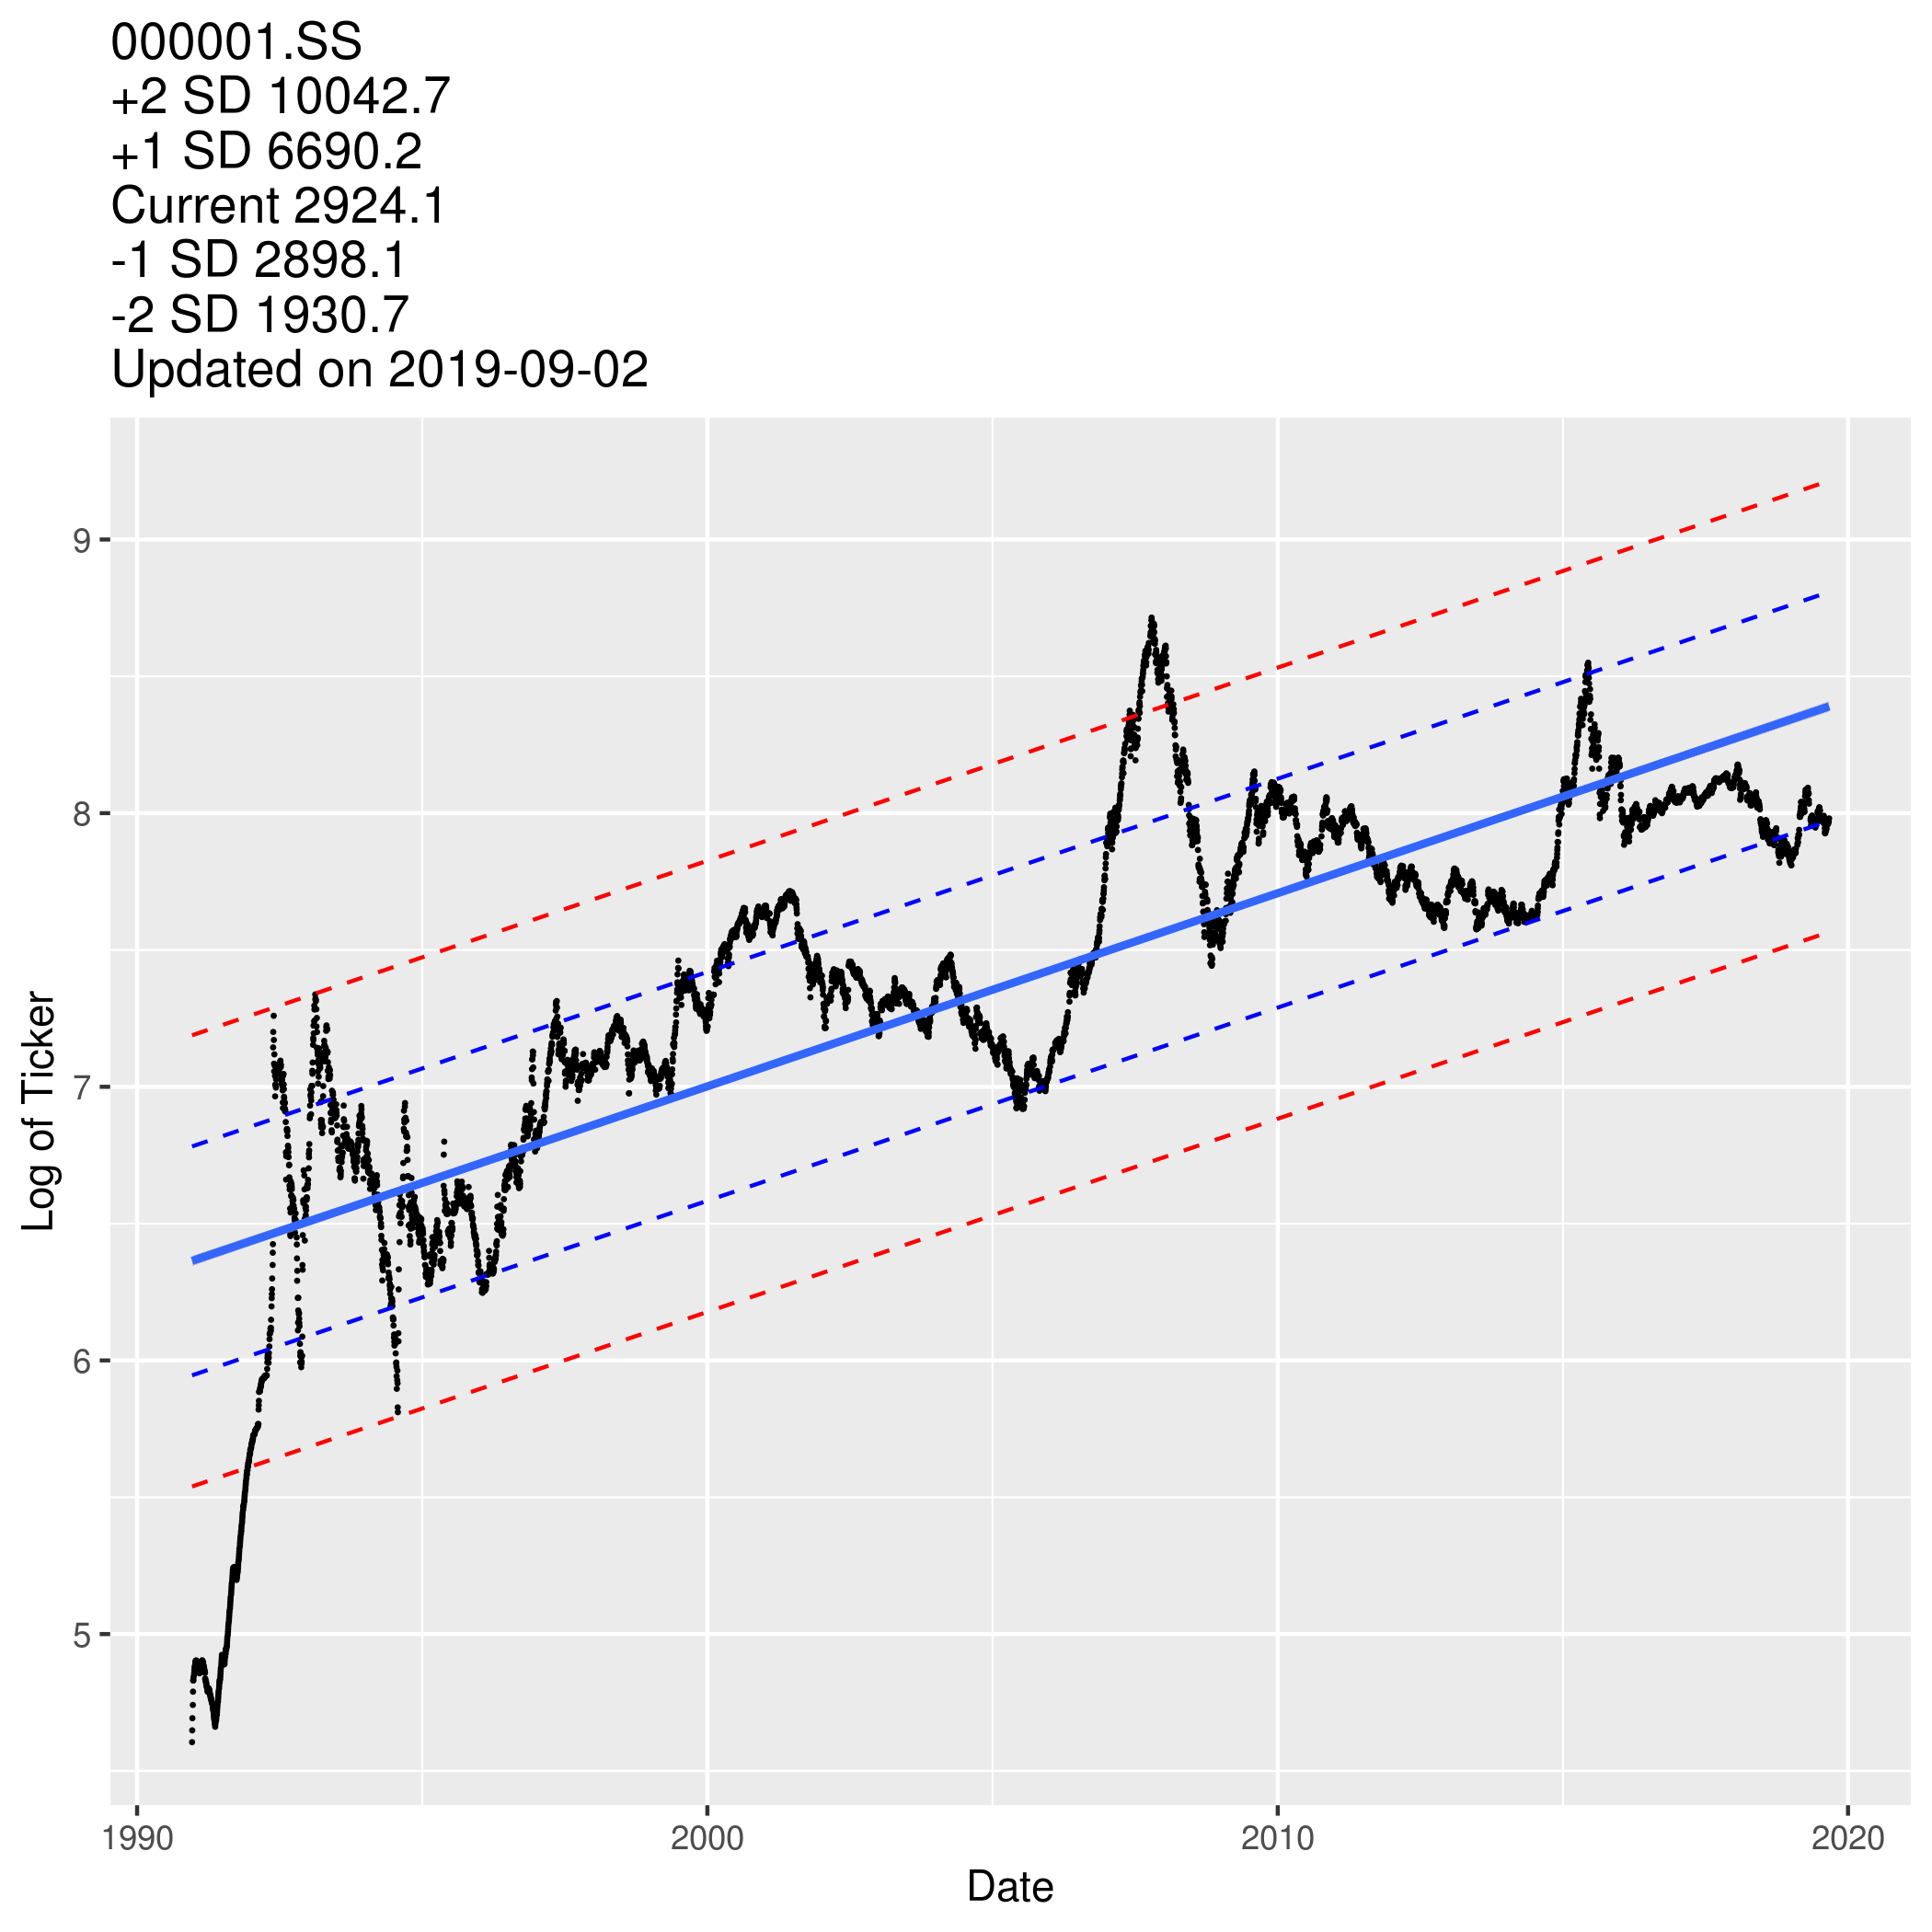 000001.SS
+2 SD 10042.7
+1 SD 6690.2
Current 2924.1
-1 SD 2898.1
-2 SD 1930.7
Updated on 2019-09-02
9
8
7
6
5
Log of Ticker
1990
2000
2010
2020
Date